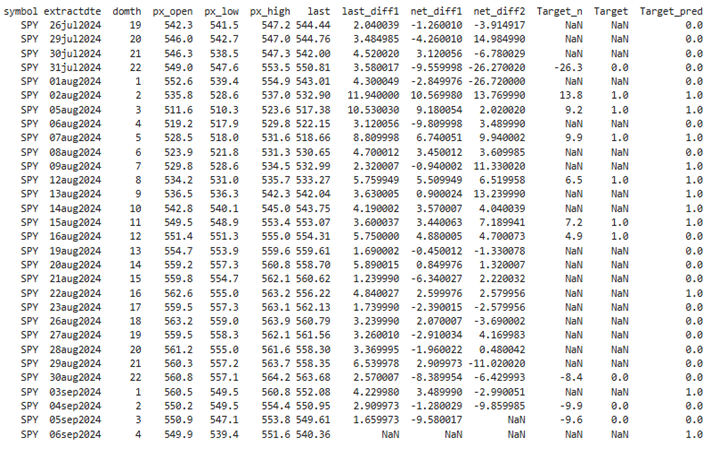 symbol extractdte domth px_open px_low px_high last last_diff1 net_diff1 net_diff2 Target_n Target Target_pred
SPY 26jul2024 19 542.3 541.5 547.2 544.44 2.040039 -1.260010 -3.914917 NaN NaN 0.0
SPY 29jul2024 20 546.0 542.7 547.0 544.76 3.484985 -4.260010 14.984990 NaN NaN 0.0
SPY 30jul2024 21 546.3 538.5 547.3 542.00 4.520020 3.120056 -6.780029 NaN NaN 0.0
SPY 31jul2024 22 549.0 547.6 553.5 550.81 3.580017 -9.559998 -26.270020 -26.3 0.0 0.0
SPY 01aug2024 1 552.6 539.4 554.9 543.01 4.300049 -2.849976 -26.720000 NaN NaN 0.0
SPY 02aug2024 2 535.8 528.6 537.0 532.90 11.940000 10.569980 13.769990 13.8 1.0 1.0
SPY 05aug2024 3 511.6 510.3 523.6 517.38 10.530030 9.180054 2.020020 9.2 1.0 1.0
SPY 06aug2024 4 519.2 517.9 529.8 522.15 3.120056 -9.809998 3.489990 NaN NaN 0.0
SPY 07aug2024 5 528.5 518.0 531.6 518.66 8.809998 6.740051 9.940002 9.9 1.0 1.0
SPY 08aug2024 6 523.9 521.8 531.3 530.65 4.700012 3.450012 3.609985 NaN NaN 0.0
SPY 09aug2024 7 529.8 528.6 534.5 532.99 2.320007 -0.940002 11.330020 NaN NaN 1.0
SPY 12aug2024 8 534.2 531.0 535.7 533.27 5.759949 5.509949 6.519958 6.5 1.0 1.0
SPY 13aug2024 9 536.5 536.3 542.3 542.04 3.630005 0.900024 13.239990 NaN NaN 1.0
SPY 14aug2024 10 542.8 540.1 545.0 543.75 4.190002 3.570007 4.040039 NaN NaN 1.0
SPY 15aug2024 11 549.5 548.9 553.4 553.07 3.600037 3.440063 7.189941 7.2 1.0 1.0
SPY 16aug2024 12 551.4 551.3 555.0 554.31 5.750000 4.880005 4.700073 4.9 1.0 1.0
SPY 19aug2024 13 554.7 553.9 559.6 559.61 1.690002 -0.450012 -1.330078 NaN NaN 0.0
SPY 20aug2024 14 559.2 557.3 560.8 558.70 5.890015 0.849976 1.320007 NaN NaN 0.0
SPY 21aug2024 15 559.8 554.7 562.1 560.62 1.239990 -6.340027 2.220032 NaN NaN 0.0
SPY 22aug2024 16 562.6 555.0 563.2 556.22 4.840027 2.599976 2.579956 NaN NaN 1.0
SPY 23aug2024 17 559.5 557.3 563.1 562.13 1.739990 -2.390015 -2.579956 NaN NaN 0.0
SPY 26aug2024 18 563.2 559.0 563.9 560.79 3.239990 2.070007 -3.690002 NaN NaN 0.0
SPY 27aug2024 19 559.5 558.3 562.1 561.56 3.260010 -2.910034 4.169983 NaN NaN 0.0
SPY 28aug2024 20 561.2 555.0 561.6 558.30 3.369995 -1.960022 0.480042 NaN NaN 0.0
SPY 29aug2024 21 560.3 557.2 563.7 558.35 6.539978 2.909973 -11.020020 NaN NaN 0.0
SPY 30aug2024 22 560.8 557.1 564.2 563.68 2.570007 -8.389954 -6.429993 -8.4 0.0 0.0
SPY 03sep2024 1 560.5 549.5 560.8 552.08 4.229980 3.489990 -2.990051 NaN NaN 1.0
SPY 04sep2024 2 550.2 549.5 554.4 550.95 2.909973 -1.280029 -9.859985 -9.9 0.0 0.0
SPY 05sep2024 3 550.9 547.1 553.8 549.61 1.659973 -9.580017 NaN -9.6 0.0 0.0
SPY 06sep2024 4 549.9 539.4 551.6 540.36 NaN NaN NaN NaN NaN 1.0